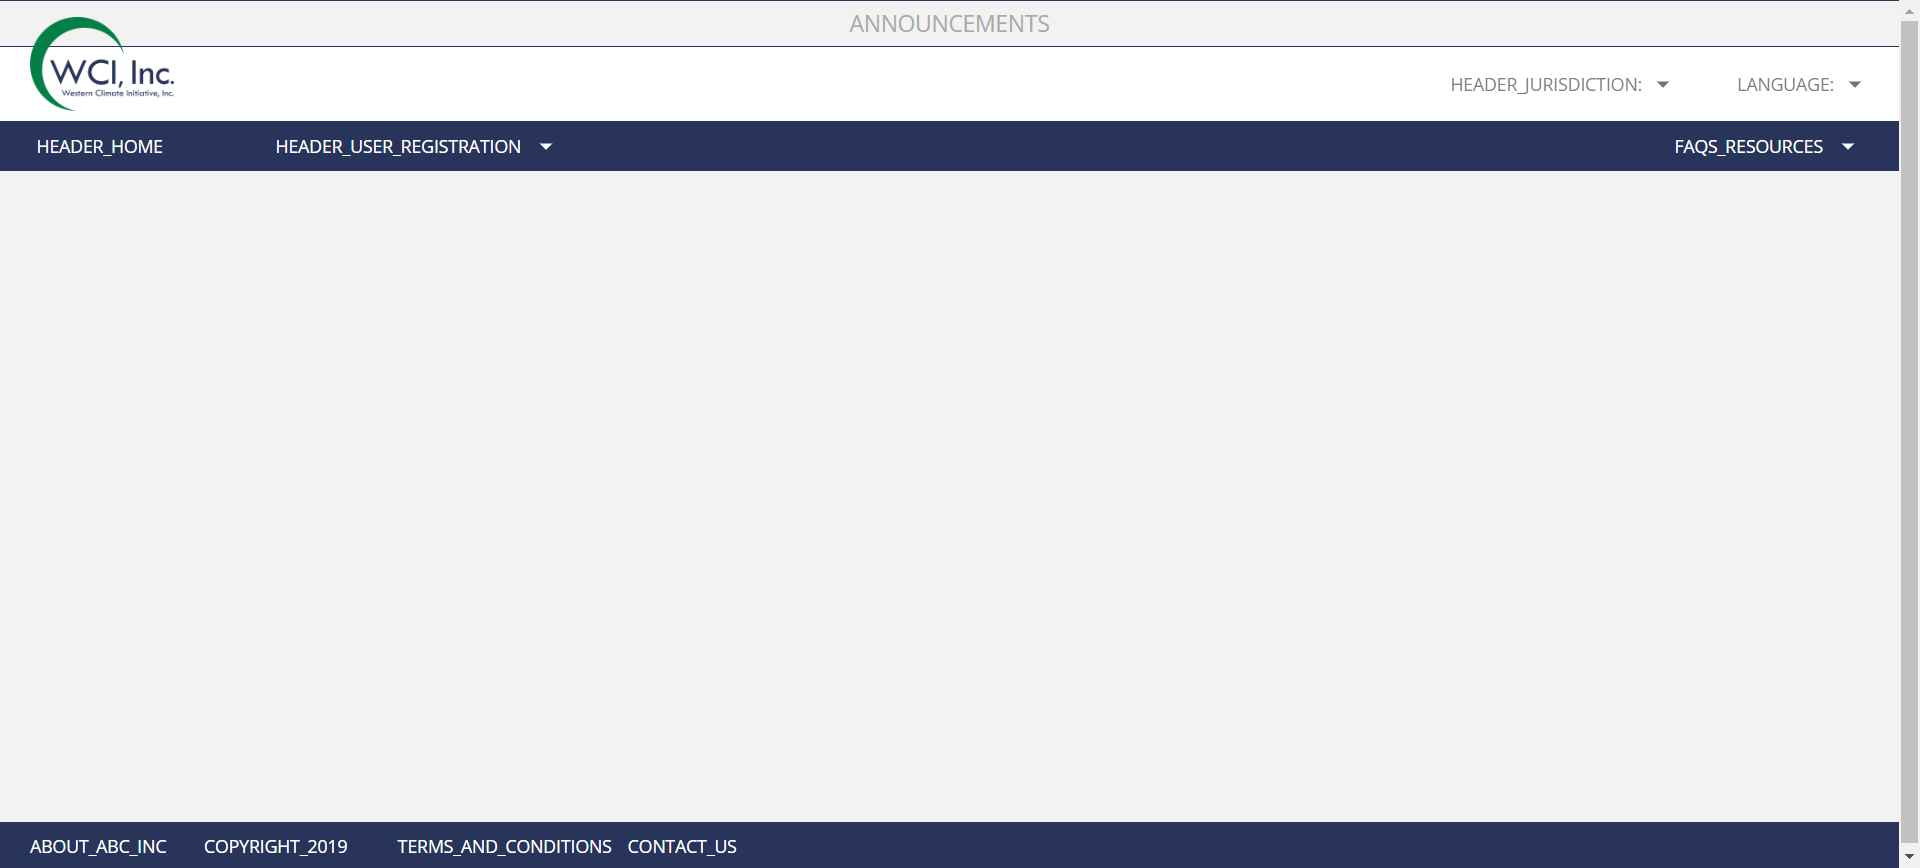 ANNOUNCEMENTS
WCI, Inc.
Western Climate Initiative, Inc.
HEADER_JURISDICTION:
LANGUAGE:
HEADER_HOME
HEADER_USER_REGISTRATION
FAQS_RESOURCES
ABOUT_ABC_INC
COPYRIGHT_2019
TERMS_AND_CONDITIONS
CONTACT_US